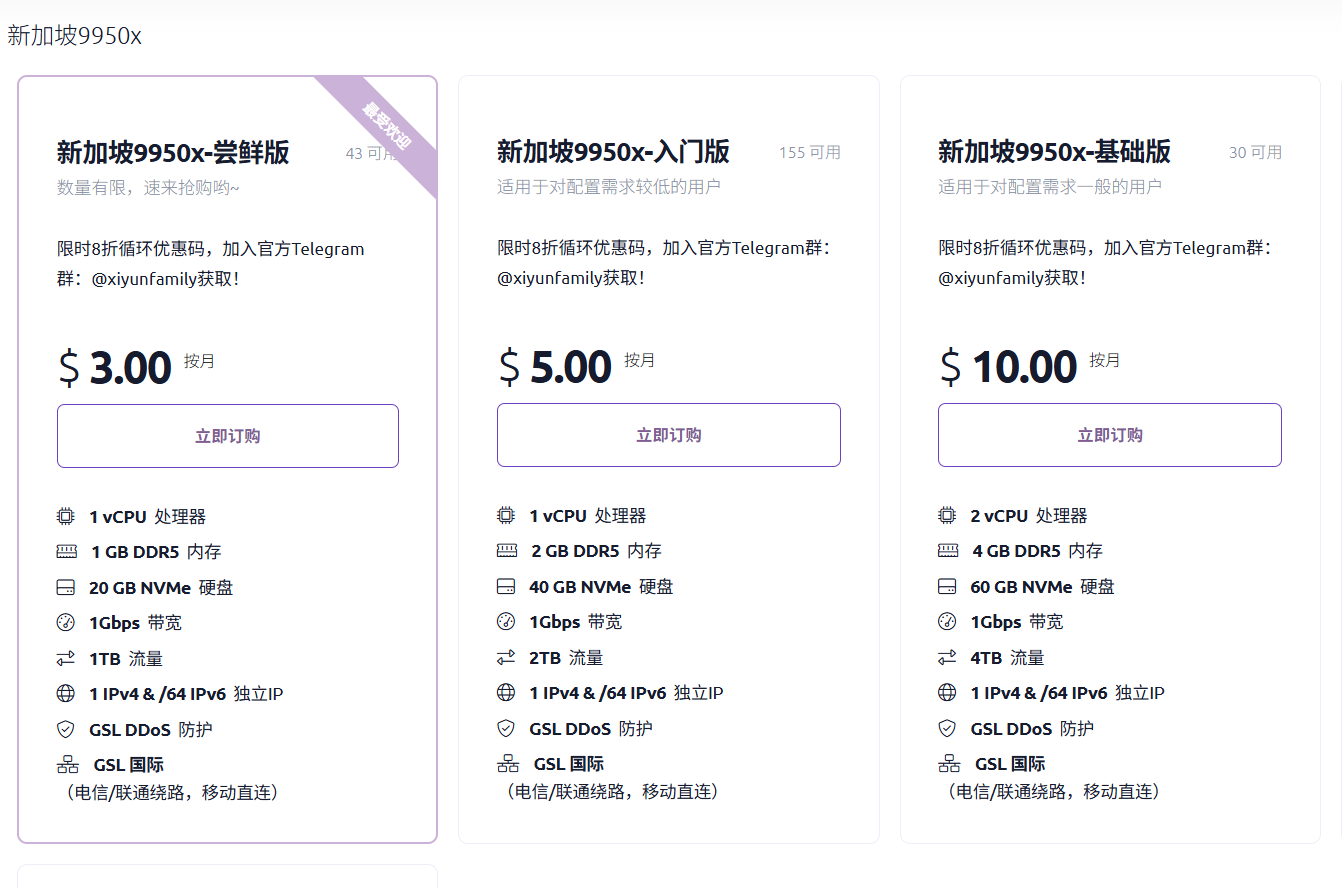 新加坡9950x
最受欢迎
新加坡9950x-尝鲜版
43 可用
数量有限，速来抢购哟~
限时8折循环优惠码，加入官方Telegram
群：@xiyunfamily获取！
$ 3.00 按月
立即订购
1 vCPU 处理器
1 GB DDR5 内存
20 GB NVMe 硬盘
1Gbps 带宽
1TB 流量
1 IPv4 & /64 IPv6 独立IP
GSL DDoS 防护
GSL 国际
（电信/联通绕路，移动直连）
新加坡9950x-入门版
155 可用
适用于对配置需求较低的用户
限时8折循环优惠码，加入官方Telegram群：
@xiyunfamily获取！
$ 5.00 按月
立即订购
1 vCPU 处理器
2 GB DDR5 内存
40 GB NVMe 硬盘
1Gbps 带宽
2TB 流量
1 IPv4 & /64 IPv6 独立IP
GSL DDoS 防护
GSL 国际
（电信/联通绕路，移动直连）
新加坡9950x-基础版
30 可用
适用于对配置需求一般的用户
限时8折循环优惠码，加入官方Telegram群：
@xiyunfamily获取！
$ 10.00 按月
立即订购
2 vCPU 处理器
4 GB DDR5 内存
60 GB NVMe 硬盘
1Gbps 带宽
4TB 流量
1 IPv4 & /64 IPv6 独立IP
GSL DDoS 防护
GSL 国际
（电信/联通绕路，移动直连）